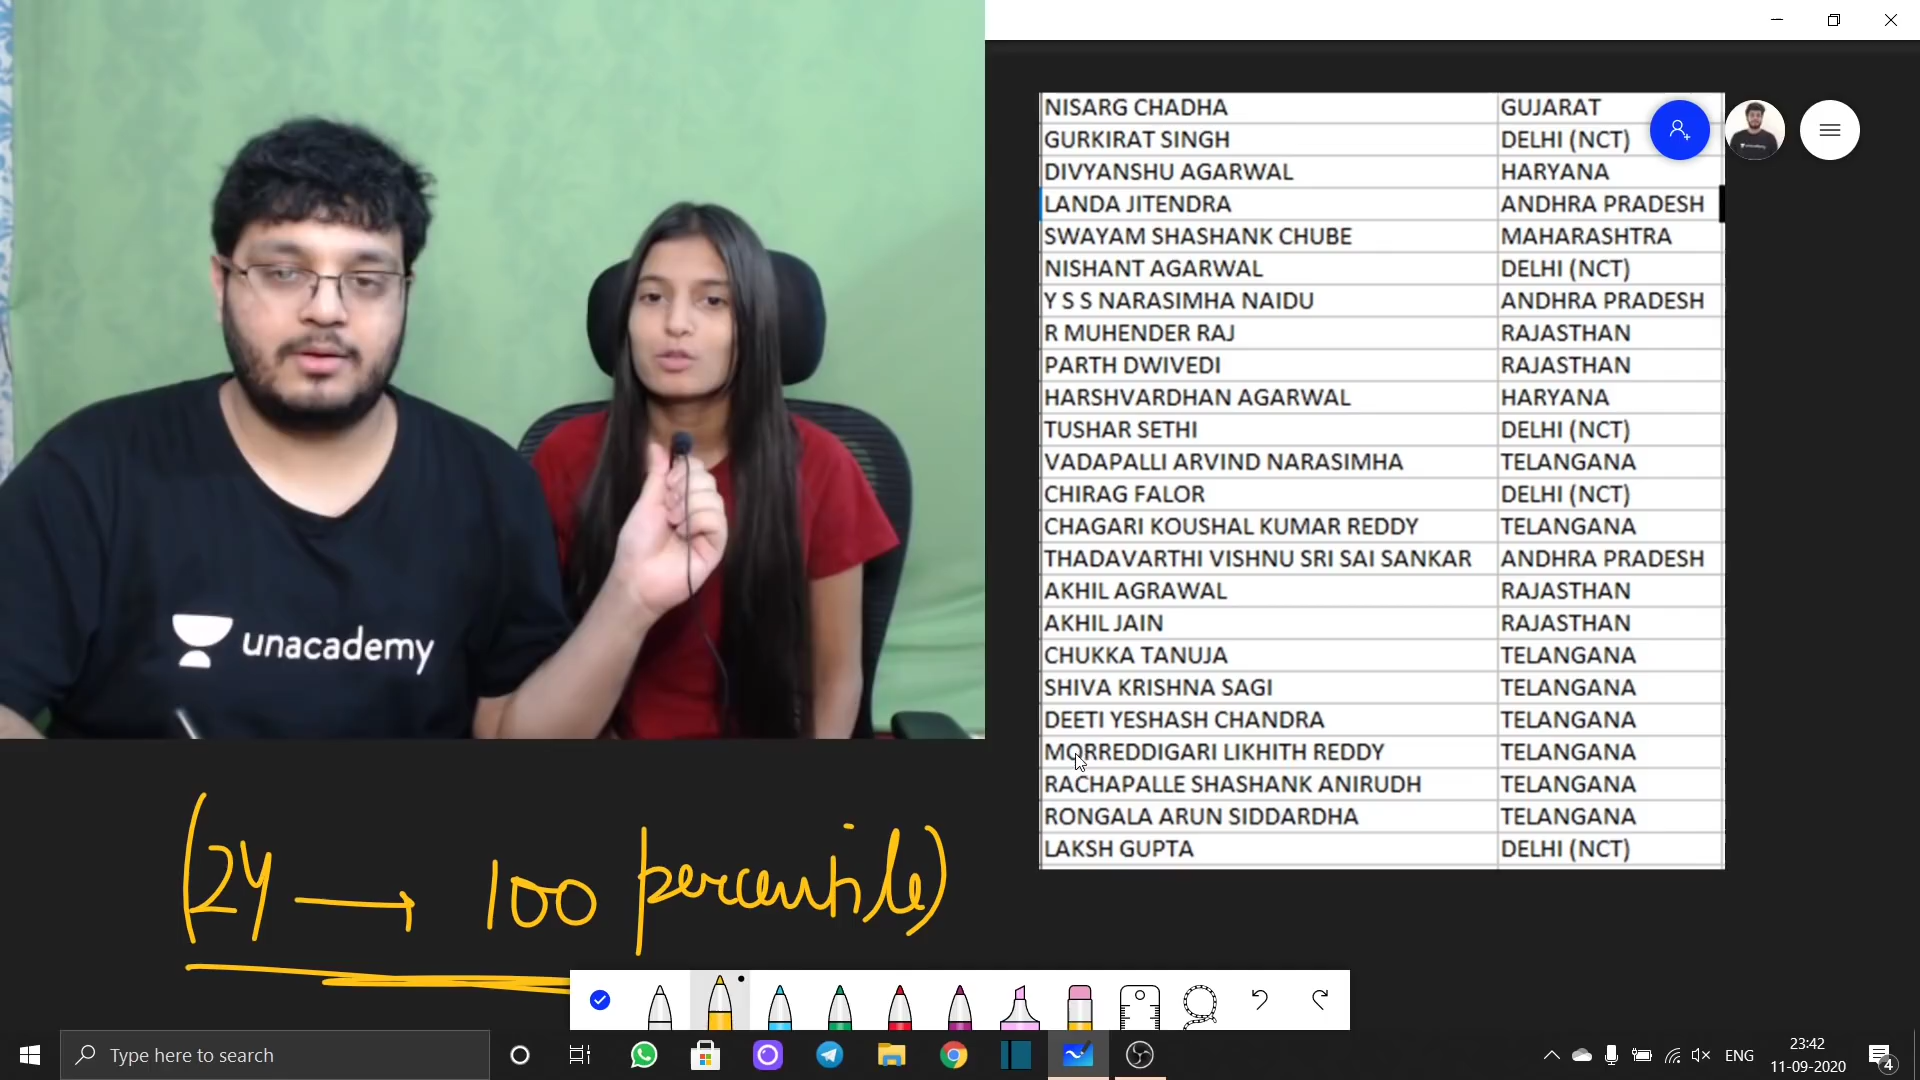 NISARG CHADHA GUJARAT
GURKIRAT SINGH DELHI (NCT)
DIVYANSHU AGARWAL HARYANA
LANDA JITENDRA ANDHRA PRADESH
SWAYAM SHASHANK CHUBE MAHARASHTRA
NISHANT AGARWAL DELHI (NCT)
Y S S NARASIMHA NAIDU ANDHRA PRADESH
R MUHENDER RAJ RAJASTHAN
PARTH DWIVEDI RAJASTHAN
HARSHVARDHAN AGARWAL HARYANA
TUSHAR SETHI DELHI (NCT)
VADAPALLI ARVIND NARASIMHA TELANGANA
CHIRAG FALOR DELHI (NCT)
CHAGARI KOUSHAL KUMAR REDDY TELANGANA
THADAVARTHI VISHNU SRI SAI SANKAR ANDHRA PRADESH
AKHIL AGRAWAL RAJASTHAN
AKHIL JAIN RAJASTHAN
CHUKKA TANUJA TELANGANA
SHIVA KRISHNA SAGI TELANGANA
DEETI YESHASH CHANDRA TELANGANA
MORREDDIGARI LIKHITH REDDY TELANGANA
RACHAPALLE SHASHANK ANIRUDH TELANGANA
RONGALA ARUN SIDDARDHA TELANGANA
LAKSH GUPTA DELHI (NCT)
unacademy
(24 → 100 percentile)
Type here to search
ENG
23:42
11-09-2020
4